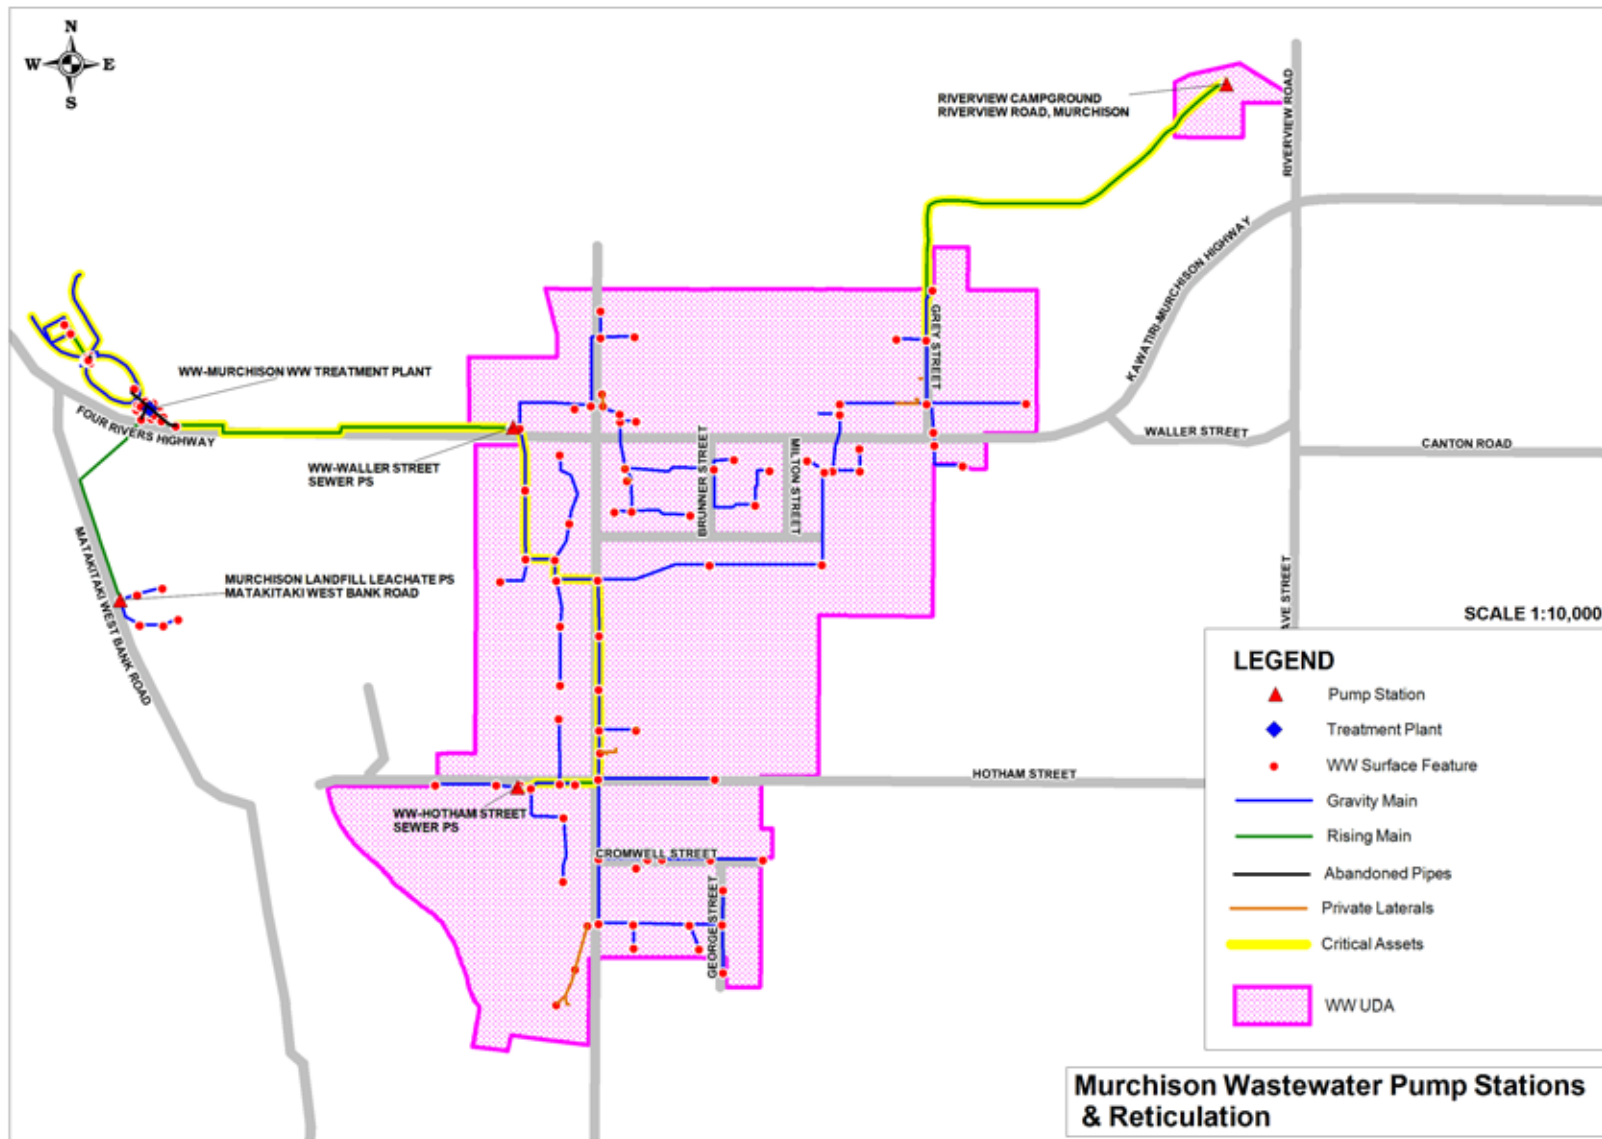 N
W
E
S
RIVERVIEW CAMPGROUND
RIVERVIEW ROAD, MURCHISON
RIVERVIEW ROAD
KAWATIRI-MURCHISON HIGHWAY
GREY STREET
WW-MURCHISON WW TREATMENT PLANT
FOUR RIVERS HIGHWAY
WALLER STREET
CANTON ROAD
WW-WALLER STREET
SEWER PS
BRUNNER STREET
MILTON STREET
MATAKITAKI WEST BANK ROAD
MURCHISON LANDFILL LEACHATE PS
MATAKITAKI WEST BANK ROAD
AVE STREET
SCALE 1:10,000
HOTHAM STREET
WW-HOTHAM STREET
SEWER PS
CROMWELL STREET
GEORGE STREET
LEGEND
Pump Station
Treatment Plant
WW Surface Feature
Gravity Main
Rising Main
Abandoned Pipes
Private Laterals
Critical Assets
WW UDA
Murchison Wastewater Pump Stations
& Reticulation